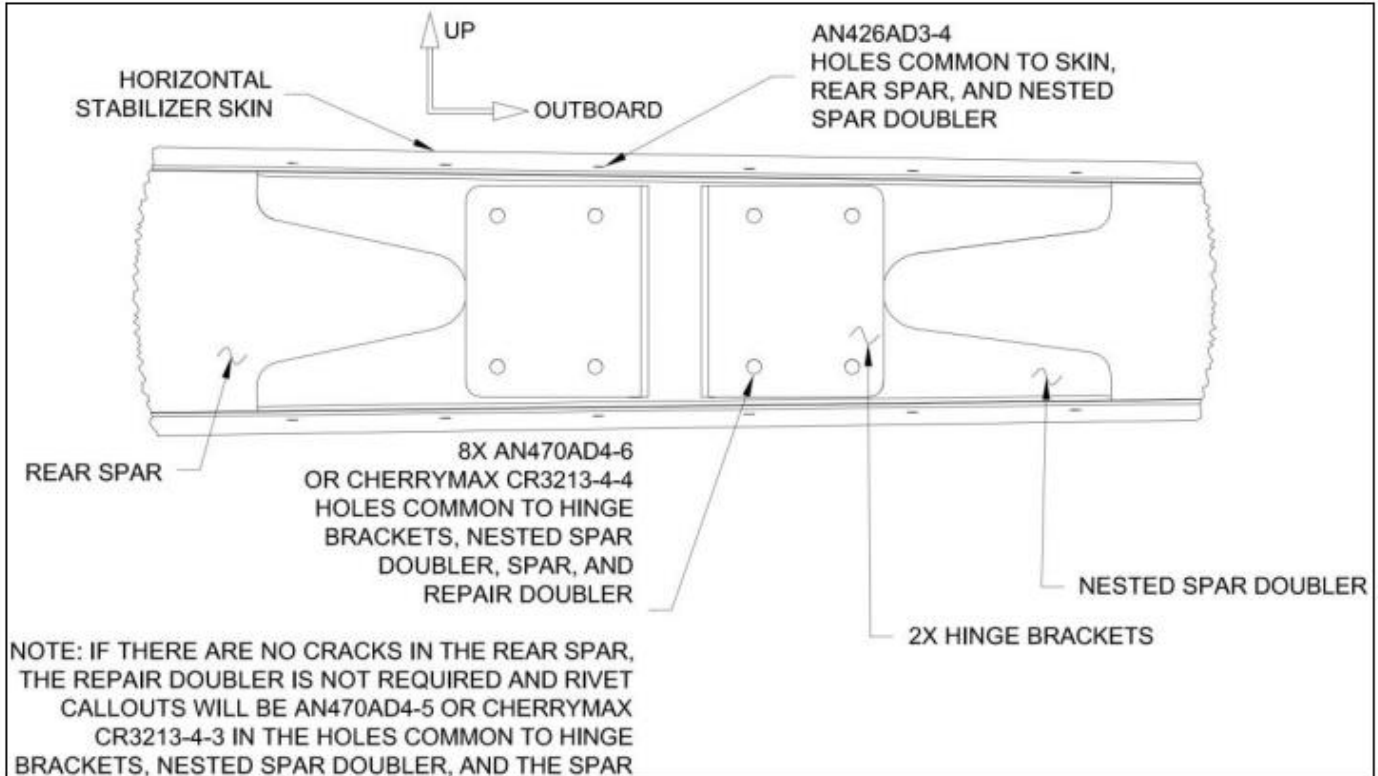 UP
AN426AD3-4
HOLES COMMON TO SKIN,
REAR SPAR, AND NESTED
SPAR DOUBLER
HORIZONTAL
STABILIZER SKIN
OUTBOARD
REAR SPAR
8X AN470AD4-6
OR CHERRYMAX CR3213-4-4
HOLES COMMON TO HINGE
BRACKETS, NESTED SPAR
DOUBLER, SPAR, AND
REPAIR DOUBLER
NESTED SPAR DOUBLER
2X HINGE BRACKETS
NOTE: IF THERE ARE NO CRACKS IN THE REAR SPAR,
THE REPAIR DOUBLER IS NOT REQUIRED AND RIVET
CALLOUTS WILL BE AN470AD4-5 OR CHERRYMAX
CR3213-4-3 IN THE HOLES COMMON TO HINGE
BRACKETS, NESTED SPAR DOUBLER, AND THE SPAR